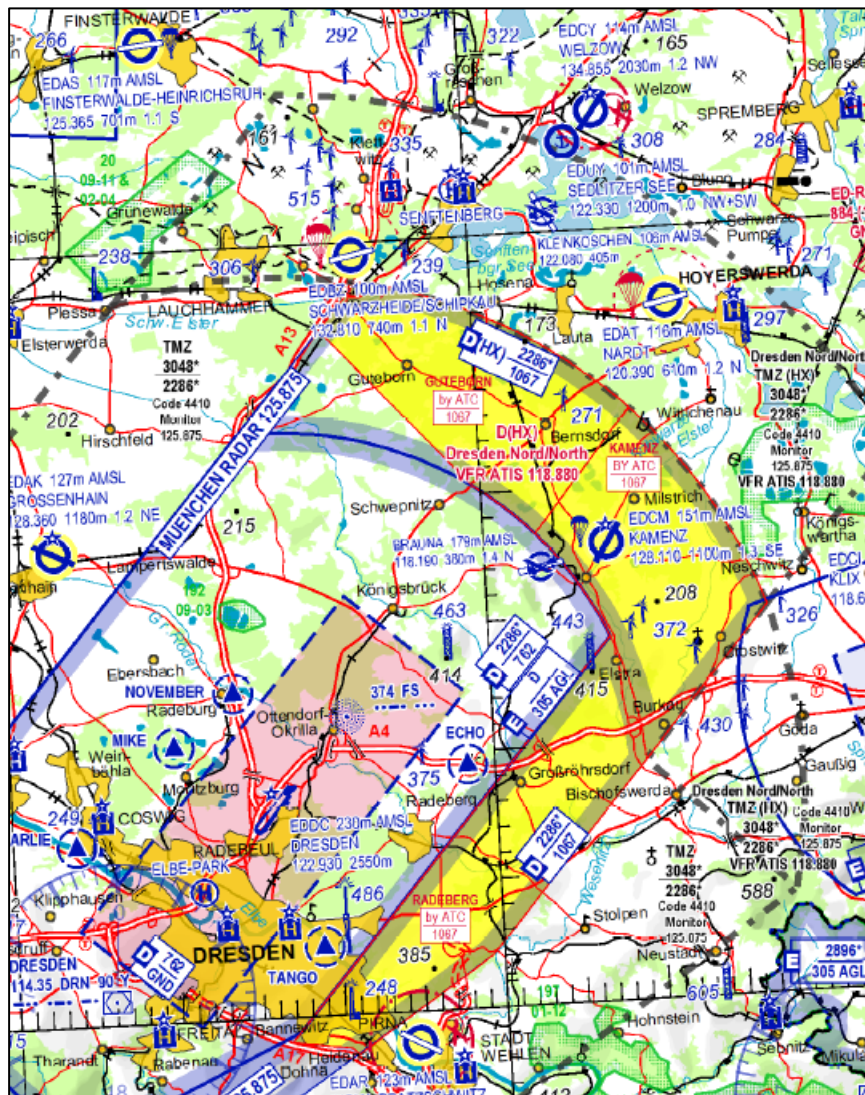 FINSTERWALDE
266
EDAS 117m AMSL
FINSTERWALDE-HEINRICHSRUH
125.365 701m 1.1 S
292
322
EDCY 114m AMSL
WELZOW
134.855 2030m 1.2 NW
165
Welzow
SPREMBERG
284
335
308
161
20
09-11 &
02-04
Grünewalde
515
SENFTENBERG
EDUY 101m AMSL
SEDLITZER SEE
122.330 1200m 1.0 NW+SW
Schwarze
Pumpe
KLEINKOSCHEN 106m AMSL
122.080 405m
238
306
239
271
HOYERSWERDA
Hosena
Plessa
LAUCHHAMMER
Schw. Elster
Elsterwerda
EDBZ 100m AMSL
SCHWARZHEIDE/SCHIPKAU
132.810 740m 1.1 N
A13
173
Lauta
EDAT 116m AMSL
NARDT
120.390 610m 1.2 N
297
TMZ
3048*
2286*
Code 4410
Monitor
125.875
D(HX) 2286*
1067
Dresden Nord/North
TMZ (HX)
3048*
2286*
Code 4410
Monitor
125.875
VFR ATIS 118.880
202
Hirschfeld
Guteborn
GUTEBORN
by ATC
1067
271
Bernsdorf
Wittichenau
D(HX)
Dresden Nord/North
VFR ATIS 118.880
KAMENZ
BY ATC
1067
MUENCHEN RADAR 125.875
EDAK 127m AMSL
GROSSENHAIN
128.360 1180m 1.2 NE
215
Schwepnitz
Milstrich
EDCM 151m AMSL
KAMENZ
128.110 1100m 1.3 SE
Königs-
wartha
Neschwitz
BRAUNA 179m AMSL
118.190 380m 1.4 N
Lampertswalde
192
09-03
Königsbrück
463
443
208
372
326
KLIX
Crostwitz
Ebersbach
414
2286*
762
D
305 AGL
415
Elstra
NOVEMBER
Radeburg
374 FS
Ottendorf-
Okrilla
A4
ECHO
Burkau
430
Göda
MIKE
Wein-
böhla
Moritzburg
375
Radeberg
Großröhrsdorf
Bischofswerda
Gaußig
249
COSWIG
EDDC 230m AMSL
DRESDEN
122.930 2550m
RADEBEUL
ELBE-PARK
Elbe
D 2286*
1067
Dresden Nord/North
TMZ (HX)
3048*
2286*
Code 4410
Monitor
125.875
VFR ATIS 118.880
TMZ
3048*
2286*
Code 4410
Monitor
125.875
588
Wesenitz
Klipphausen
486
RADEBERG
by ATC
1067
Stolpen
DRESDEN
TANGO
385
Neustadt
2896*
305 AGL
E
D 762
GND
DRESDEN
114.35 DRN 90 Y
197
01-12
605
248
Bannewitz
PIRNA
STADT
WEHLEN
Hohnstein
Sebnitz
Tharandt
Rabenau
A17
Heidenau
Dohna
EDAR 123m AMSL